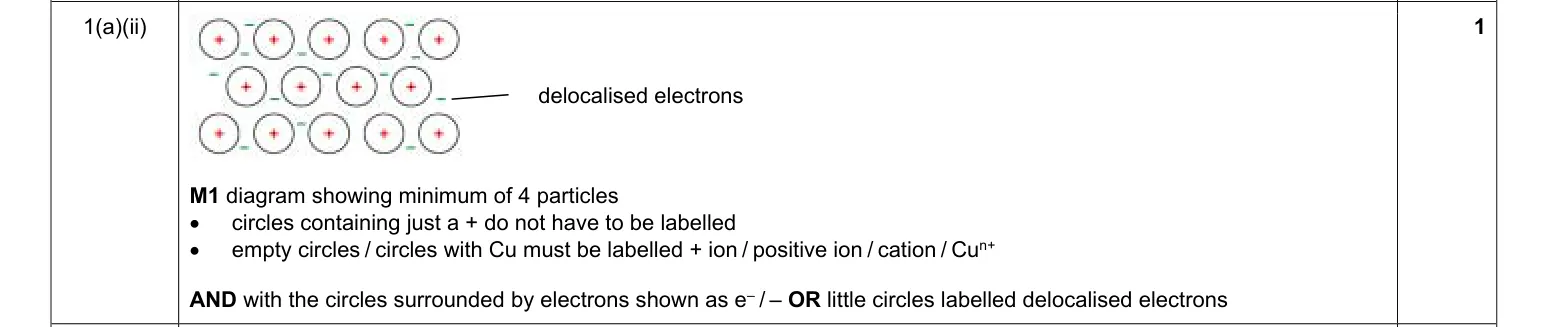 1(a)(ii)
1
+ + + + +
+ + + +
delocalised electrons
+ + + + +
M1 diagram showing minimum of 4 particles
• circles containing just a + do not have to be labelled
• empty circles / circles with Cu must be labelled + ion / positive ion / cation / Cuⁿ⁺
AND with the circles surrounded by electrons shown as e⁻ / – OR little circles labelled delocalised electrons